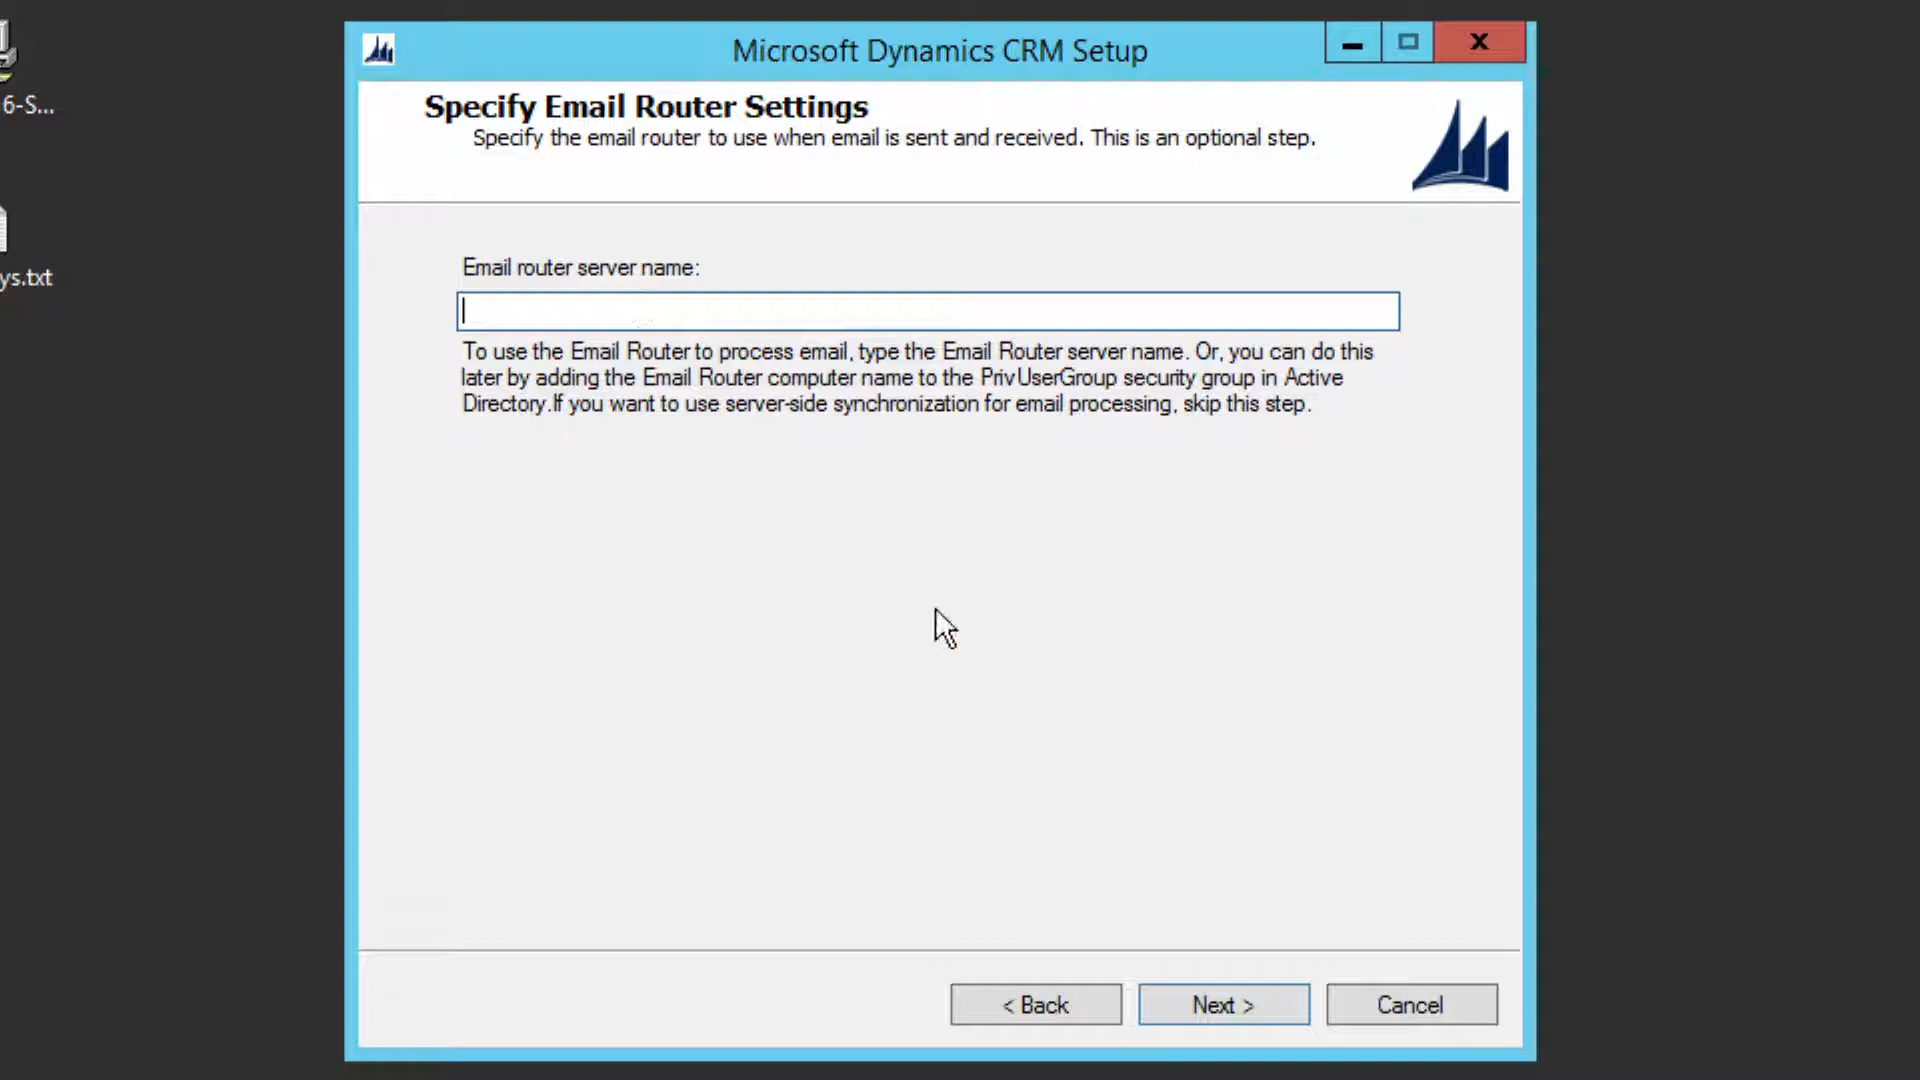 Microsoft Dynamics CRM Setup
X
6-S...
Specify Email Router Settings
Specify the email router to use when email is sent and received. This is an optional step.
ys.txt
Email router server name:
To use the Email Router to process email, type the Email Router server name. Or, you can do this
later by adding the Email Router computer name to the PrivUserGroup security group in Active
Directory.If you want to use server-side synchronization for email processing, skip this step.
< Back
Next >
Cancel